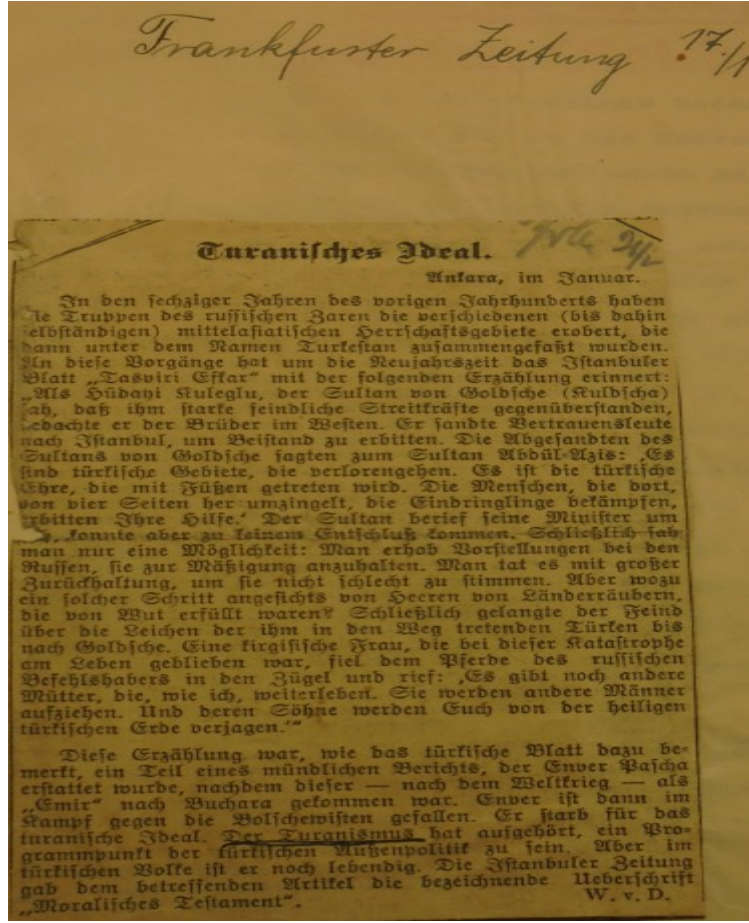 Frankfurter Zeitung 17./1
Turanisches Ideal.
Ankara, im Januar.
In den sechziger Jahren des vorigen Jahrhunderts haben
die Truppen des russischen Zaren die verschiedenen (bis dahin
selbständigen) mittelasiatischen Herrschaftsgebiete erobert, die
dann unter dem Namen Turkestan zusammengefaßt wurden.
An diese Vorgänge hat um die Neujahrszeit das Istanbuler
Blatt „Tasviri Efkar“ mit der folgenden Erzählung erinnert:
„Als Hüdayi Kuleglu, der Sultan von Goldsche (Kuldscha)
sah, daß ihm starke feindliche Streitkräfte gegenüberstanden,
gedachte er der Brüder im Westen. Er sandte Vertrauensleute
nach Istanbul, um Beistand zu erbitten. Die Abgesandten des
Sultans von Goldsche sagten zum Sultan Abdül-Azis: ‚Es
sind türkische Gebiete, die verlorengehen. Es ist die türkische
Ehre, die mit Füßen getreten wird. Die Menschen, die dort,
von vier Seiten her umzingelt, die Eindringlinge bekämpfen,
erbitten Ihre Hilfe.‘ Der Sultan berief seine Minister um
konnte aber zu keinem Entschluß kommen. Schließlich sah
man nur eine Möglichkeit: Man erhob Vorstellungen bei den
Russen, sie zur Mäßigung anzuhalten. Man tat es mit großer
Zurückhaltung, um sie nicht schlecht zu stimmen. Aber wozu
ein solcher Schritt angesichts von Heeren von Länderräubern,
die von Wut erfüllt waren? Schließlich gelangte der Feind
über die Leichen der ihm in den Weg tretenden Türken bis
nach Goldsche. Eine kirgisische Frau, die bei dieser Katastrophe
am Leben geblieben war, fiel dem Pferde des russischen
Befehlshabers in den Zügel und rief: ‚Es gibt noch andere
Mütter, die, wie ich, weiterleben. Sie werden andere Männer
aufziehen. Und deren Söhne werden Euch von der heiligen
türkischen Erde verjagen.‘“
Diese Erzählung war, wie das türkische Blatt dazu be-
merkt, ein Teil eines mündlichen Berichts, der Enver Pascha
erstattet wurde, nachdem dieser — nach dem Weltkrieg — als
„Emir“ nach Buchara gekommen war. Enver ist dann im
Kampf gegen die Bolschewisten gefallen. Er starb für das
turanische Ideal. Der Turanismus hat aufgehört, ein Pro-
grammpunkt der türkischen Außenpolitik zu sein. Aber im
türkischen Volke ist er noch lebendig. Die Istanbuler Zeitung
gab dem betreffenden Artikel die bezeichnende Ueberschrift
„Moralisches Testament“. W. v. D.